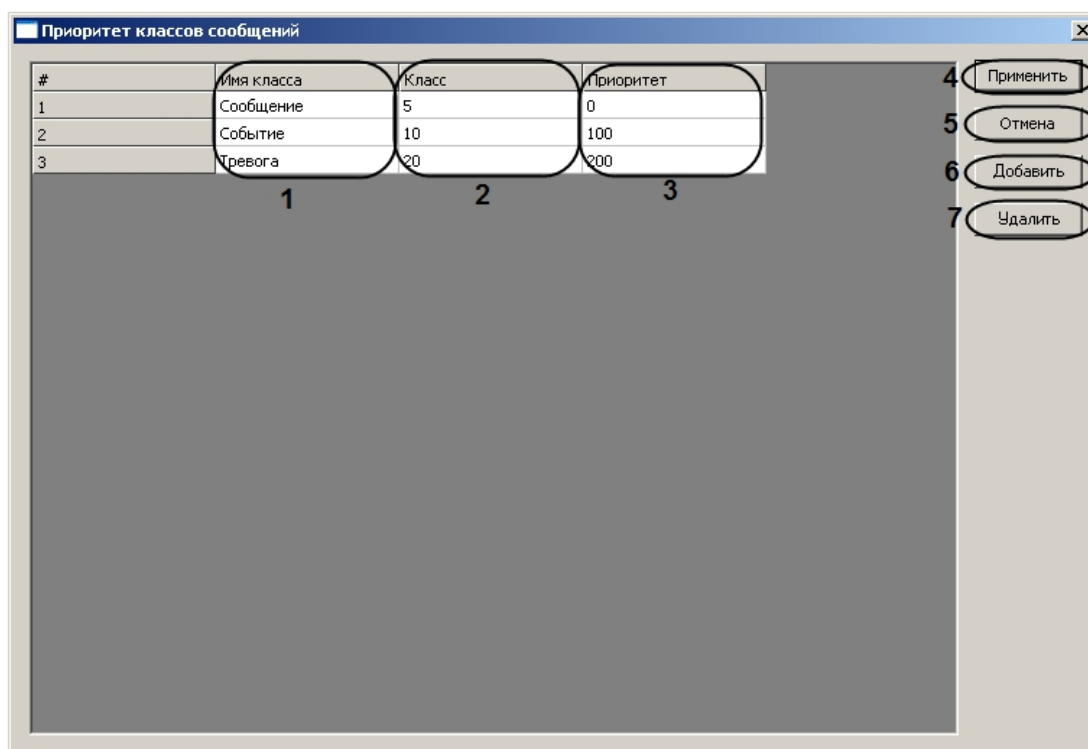 Приоритет классов сообщений
# Имя класса Класс Приоритет
1 Сообщение 5 0
2 Событие 10 100
3 Тревога 20 200
1 2 3
4 Применить
5 Отмена
6 Добавить
7 Удалить